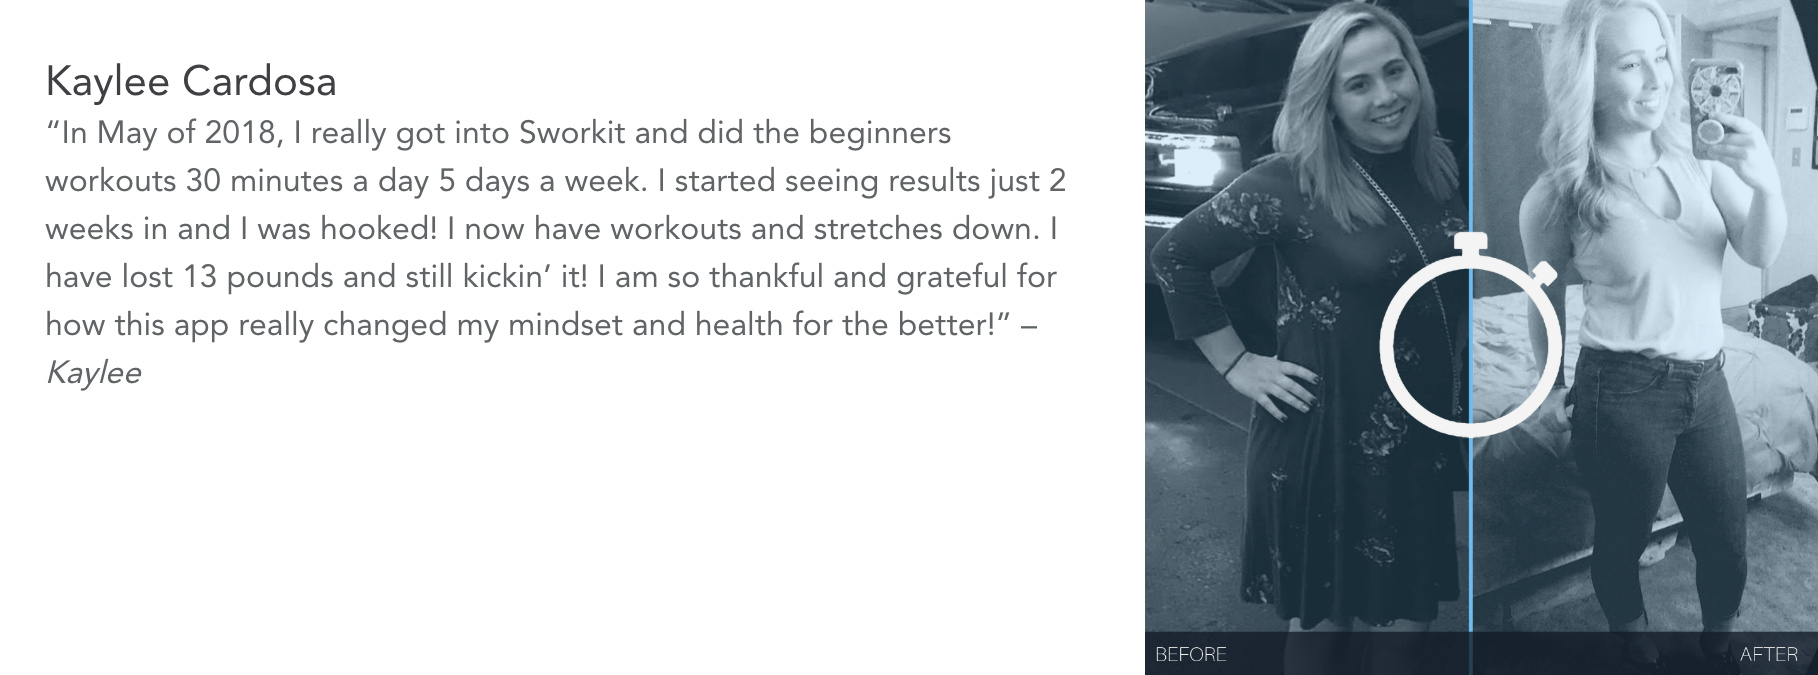 Kaylee Cardosa
“In May of 2018, I really got into Sworkit and did the beginners
workouts 30 minutes a day 5 days a week. I started seeing results just 2
weeks in and I was hooked! I now have workouts and stretches down. I
have lost 13 pounds and still kickin’ it! I am so thankful and grateful for
how this app really changed my mindset and health for the better!” –
Kaylee
BEFORE
AFTER